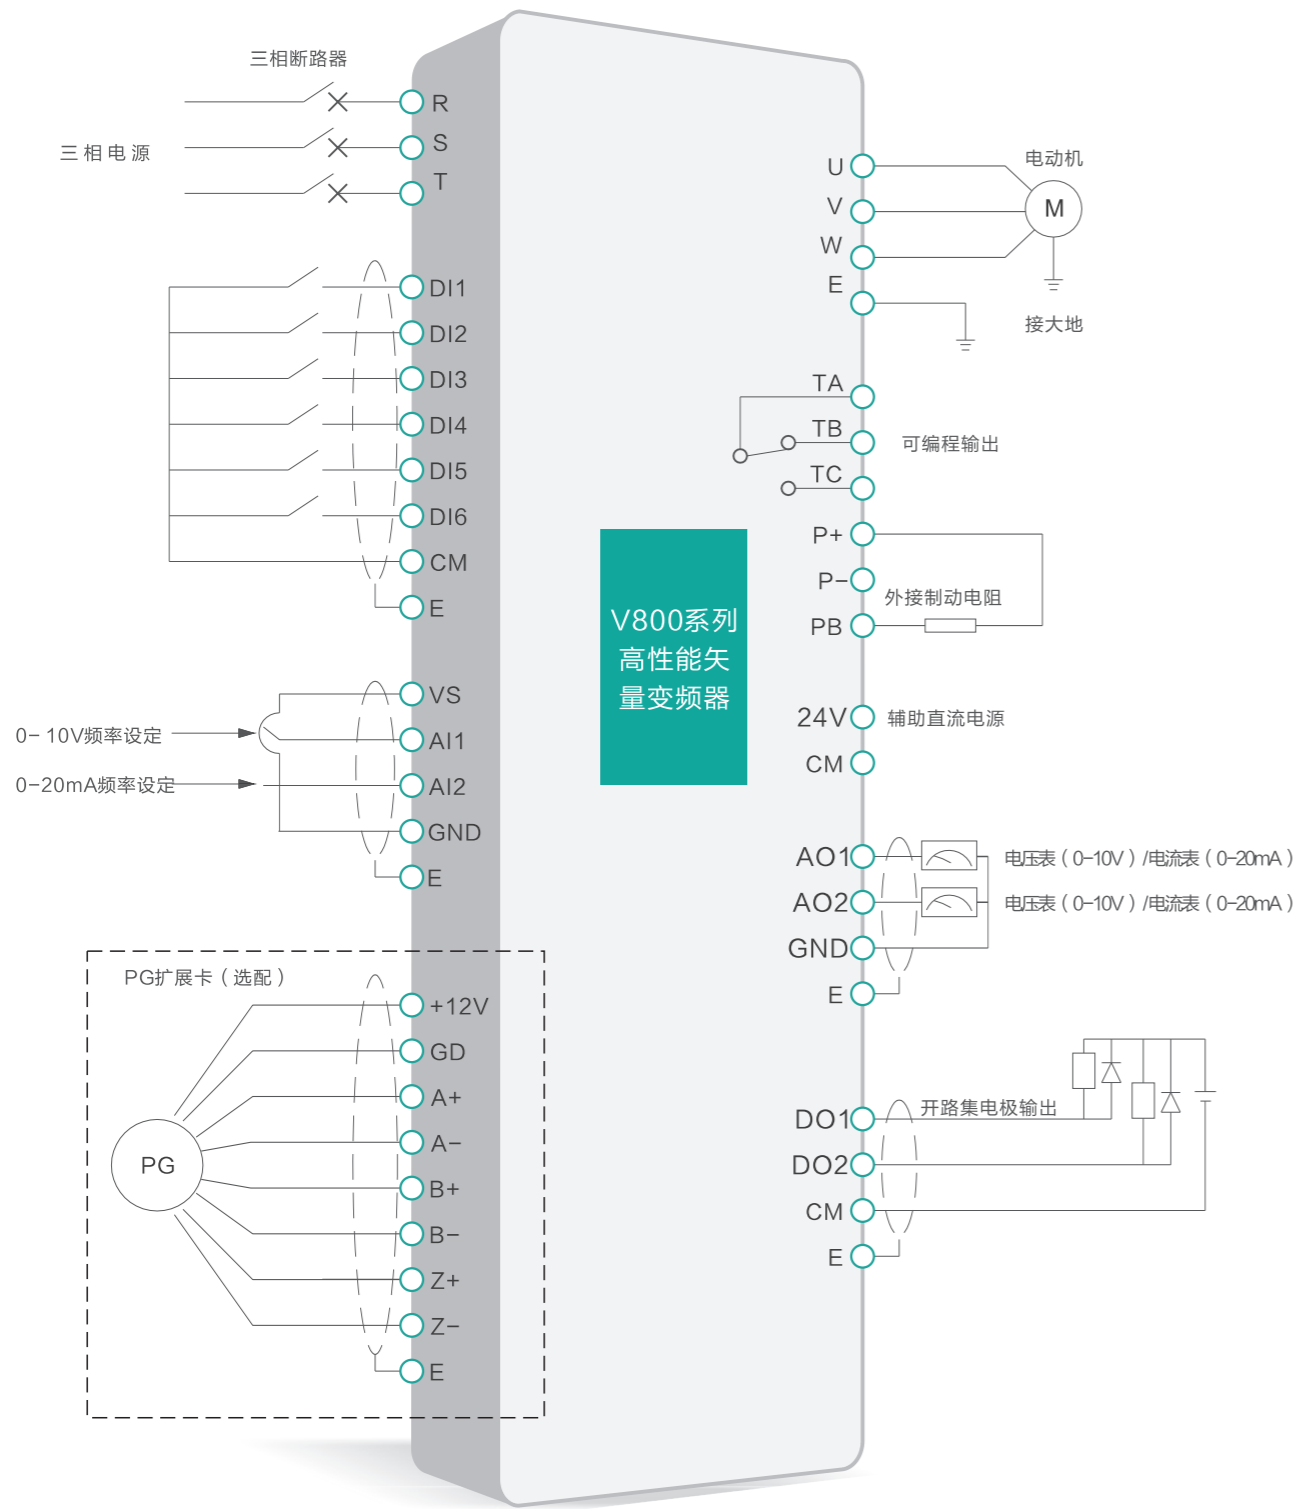 三相断路器
三相电源
R
S
T
DI1
DI2
DI3
DI4
DI5
DI6
CM
E
0-10V频率设定
0-20mA频率设定
VS
AI1
AI2
GND
E
PG扩展卡（选配）
PG
+12V
GD
A+
A-
B+
B-
Z+
Z-
E
V800系列
高性能矢
量变频器
U
V
W
E
电动机
M
接大地
TA
TB
TC
可编程输出
P+
P-
PB
外接制动电阻
24V
辅助直流电源
CM
AO1
电压表（0-10V）/电流表（0-20mA）
AO2
电压表（0-10V）/电流表（0-20mA）
GND
E
DO1
开路集电极输出
DO2
CM
E